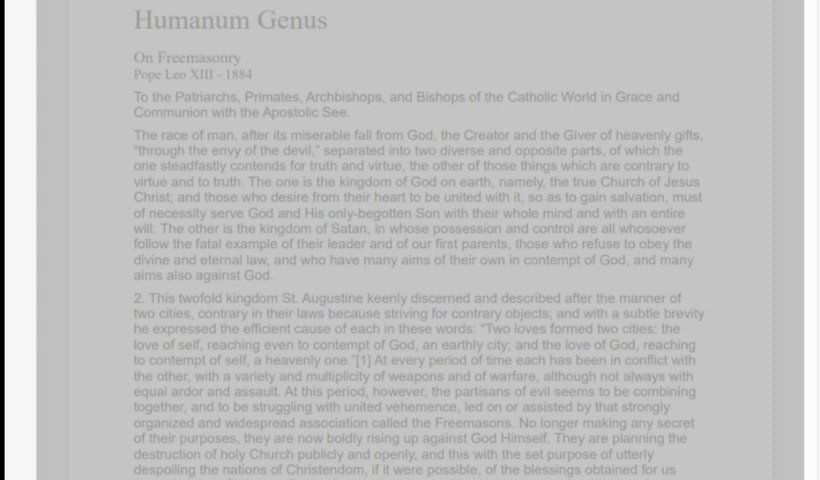 Humanum Genus
On Freemasonry
Pope Leo XIII - 1884
To the Patriarchs, Primates, Archbishops, and Bishops of the Catholic World in Grace and
Communion with the Apostolic See.
The race of man, after its miserable fall from God, the Creator and the Giver of heavenly gifts,
"through the envy of the devil," separated into two diverse and opposite parts, of which the
one steadfastly contends for truth and virtue, the other of those things which are contrary to
virtue and to truth. The one is the kingdom of God on earth, namely, the true Church of Jesus
Christ; and those who desire from their heart to be united with it, so as to gain salvation, must
of necessity serve God and His only-begotten Son with their whole mind and with an entire
will. The other is the kingdom of Satan, in whose possession and control are all whosoever
follow the fatal example of their leader and of our first parents, those who refuse to obey the
divine and eternal law, and who have many aims of their own in contempt of God, and many
aims also against God.
2. This twofold kingdom St. Augustine keenly discerned and described after the manner of
two cities, contrary in their laws because striving for contrary objects; and with a subtle brevity
he expressed the efficient cause of each in these words: "Two loves formed two cities: the
love of self, reaching even to contempt of God, an earthly city; and the love of God, reaching
to contempt of self, a heavenly one."[1] At every period of time each has been in conflict with
the other, with a variety and multiplicity of weapons and of warfare, although not always with
equal ardor and assault. At this period, however, the partisans of evil seems to be combining
together, and to be struggling with united vehemence, led on or assisted by that strongly
organized and widespread association called the Freemasons. No longer making any secret
of their purposes, they are now boldly rising up against God Himself. They are planning the
destruction of holy Church publicly and openly, and this with the set purpose of utterly
despoiling the nations of Christendom, if it were possible, of the blessings obtained for us